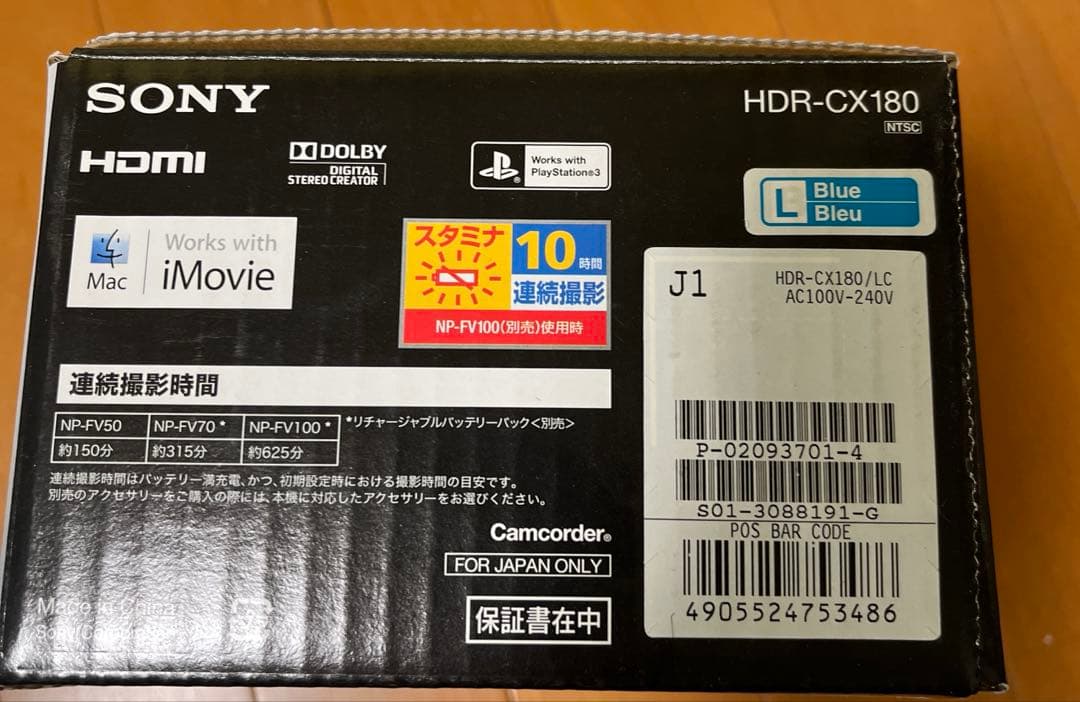 SONY
HDR-CX180
NTSC
HDMI
DOLBY
DIGITAL
STEREO CREATOR
Works with
PlayStation®3
L
Blue
Bleu
Mac
Works with
iMovie
スタミナ
10時間
連続撮影
NP-FV100(別売)使用時
J1
HDR-CX180/LC
AC100V-240V
連続撮影時間
NP-FV50 NP-FV70* NP-FV100*
約150分 約315分 約625分
*リチャージャブルバッテリーパック<別売>
連続撮影時間はバッテリー満充電、かつ、初期設定時における撮影時間の目安です。
別売のアクセサリーをご購入の際には、本機に対応したアクセサリーをお選びください。
P-02093701-4
S01-3088191-G
POS BAR CODE
4905524753486
Camcorder®
FOR JAPAN ONLY
保証書在中
Made in China
Sony Corporation